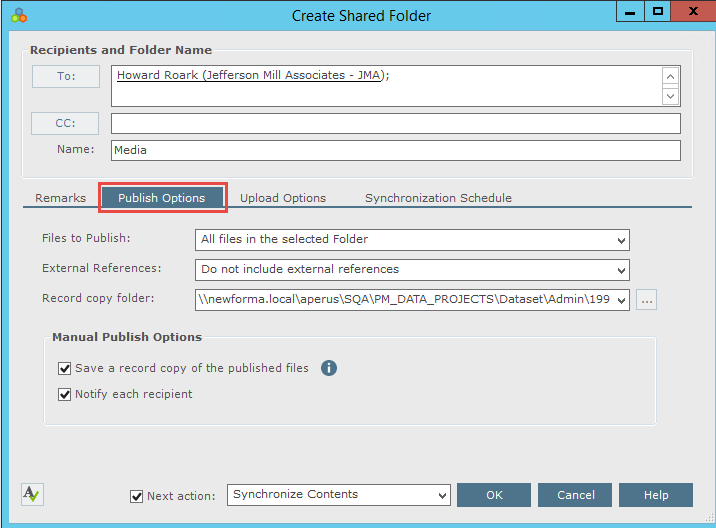 Create Shared Folder
Recipients and Folder Name
To: Howard Roark (Jefferson Mill Associates - JMA);
CC:
Name: Media
Remarks Publish Options Upload Options Synchronization Schedule
Files to Publish: All files in the selected Folder
External References: Do not include external references
Record copy folder: \\newforma.local\aperus\SQA\PM_DATA_PROJECTS\Dataset\Admin\199 ...
Manual Publish Options
Save a record copy of the published files i
Notify each recipient
A Next action: Synchronize Contents OK Cancel Help